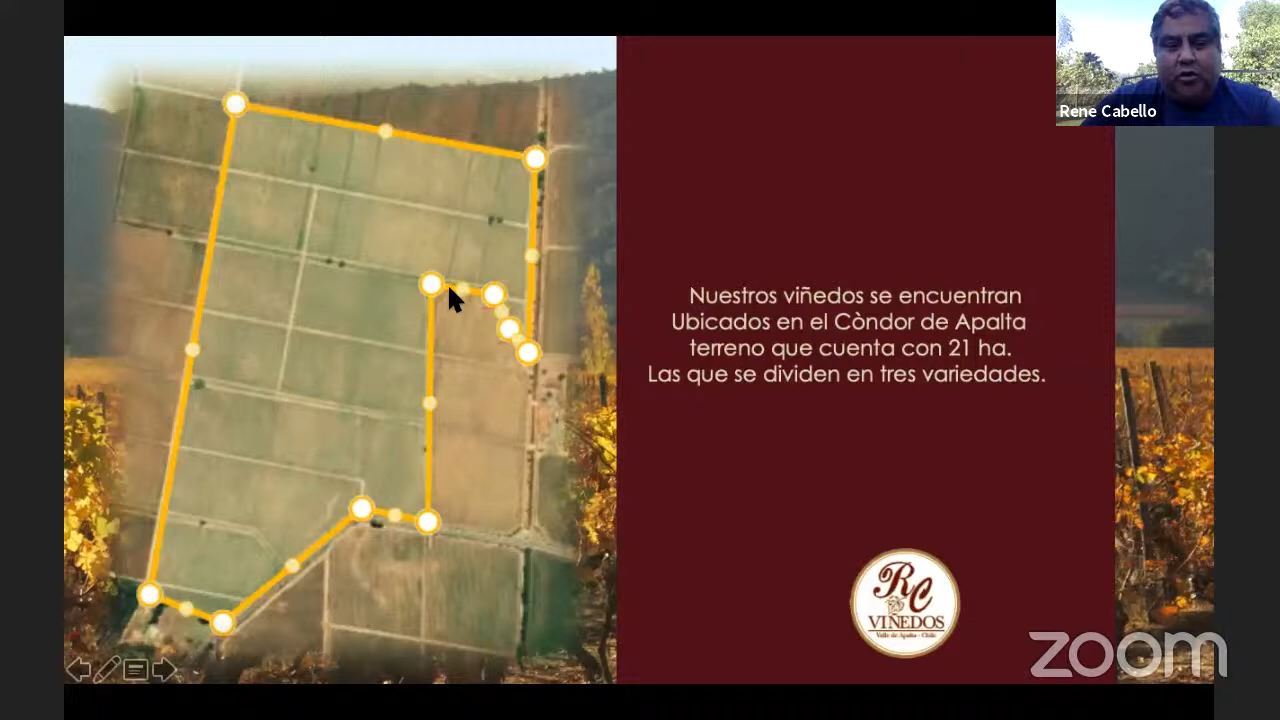 Rene Cabello
Nuestros viñedos se encuentran
Ubicados en el Còndor de Apalta
terreno que cuenta con 21 ha.
Las que se dividen en tres variedades.
RC
VIÑEDOS
Valle de Apalta - Chile
zoom